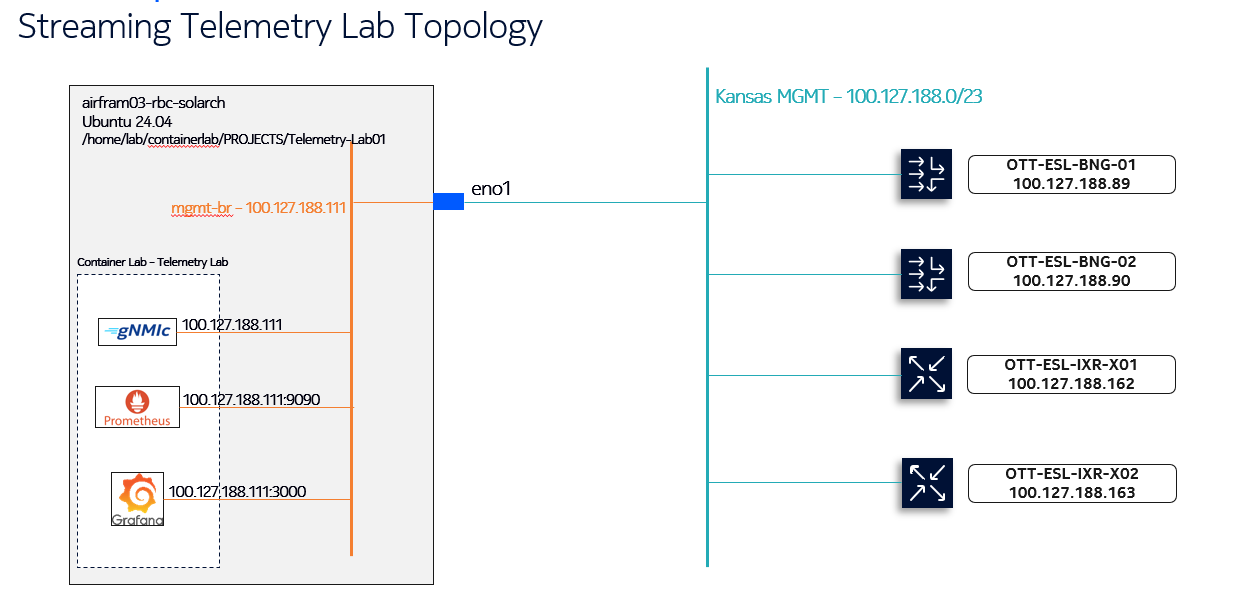 Streaming Telemetry Lab Topology
airfram03-rbc-solarch
Ubuntu 24.04
/home/lab/containerlab/PROJECTS/Telemetry-Lab01
mgmt-br – 100.127.188.111
eno1
Container Lab – Telemetry Lab
gNMIc
100.127.188.111
Prometheus
100.127.188.111:9090
Grafana
100.127.188.111:3000
Kansas MGMT – 100.127.188.0/23
OTT-ESL-BNG-01
100.127.188.89
OTT-ESL-BNG-02
100.127.188.90
OTT-ESL-IXR-X01
100.127.188.162
OTT-ESL-IXR-X02
100.127.188.163